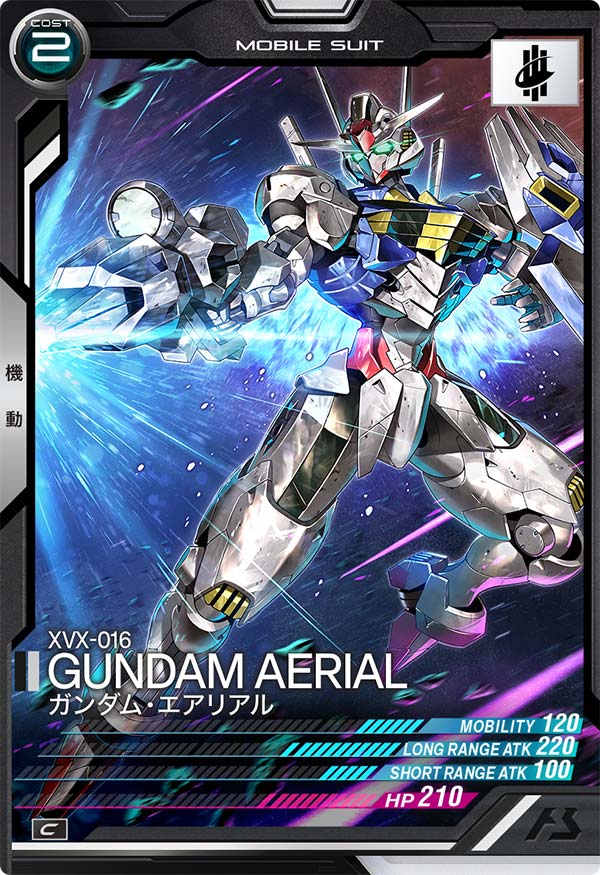 COST
2
MOBILE SUIT
機動
XVX-016
GUNDAM AERIAL
ガンダム・エアリアル
MOBILITY 120
LONG RANGE ATK 220
SHORT RANGE ATK 100
HP 210
C